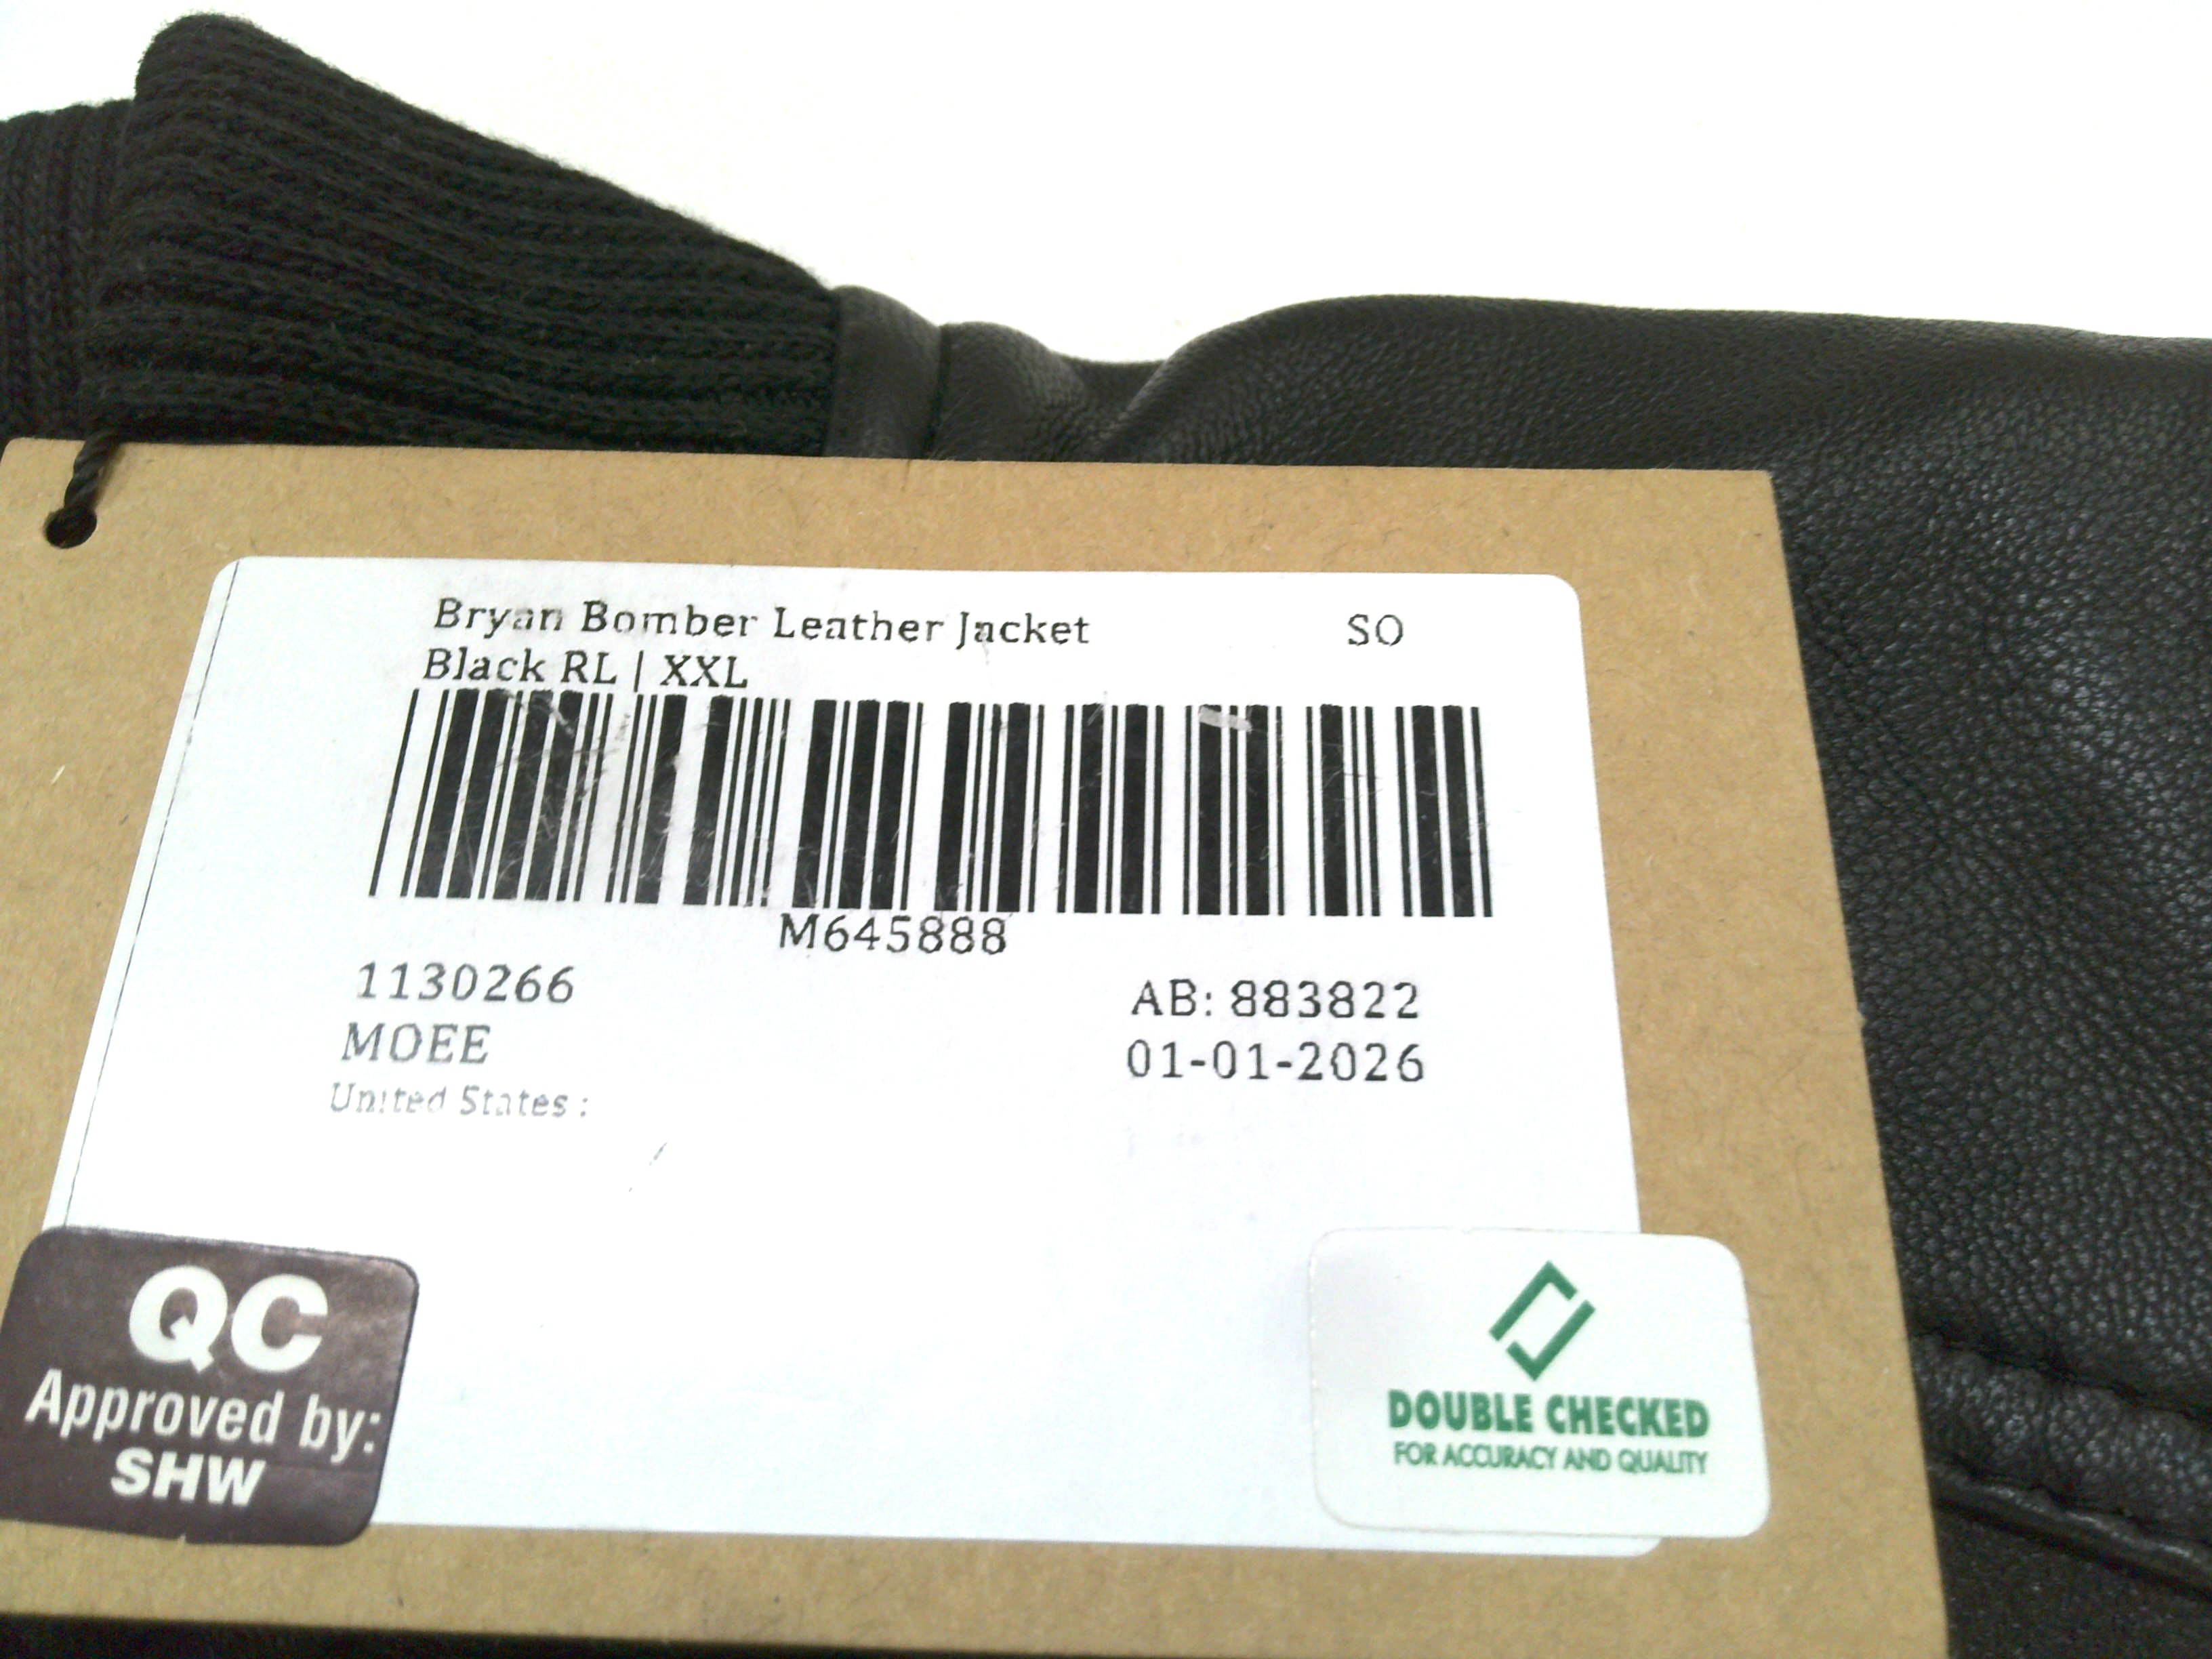 Bryan Bomber Leather Jacket SO
Black RL | XXL
M645888
1130266 AB: 883822
MOEE 01-01-2026
United States :
QC
Approved by:
SHW
DOUBLE CHECKED
FOR ACCURACY AND QUALITY